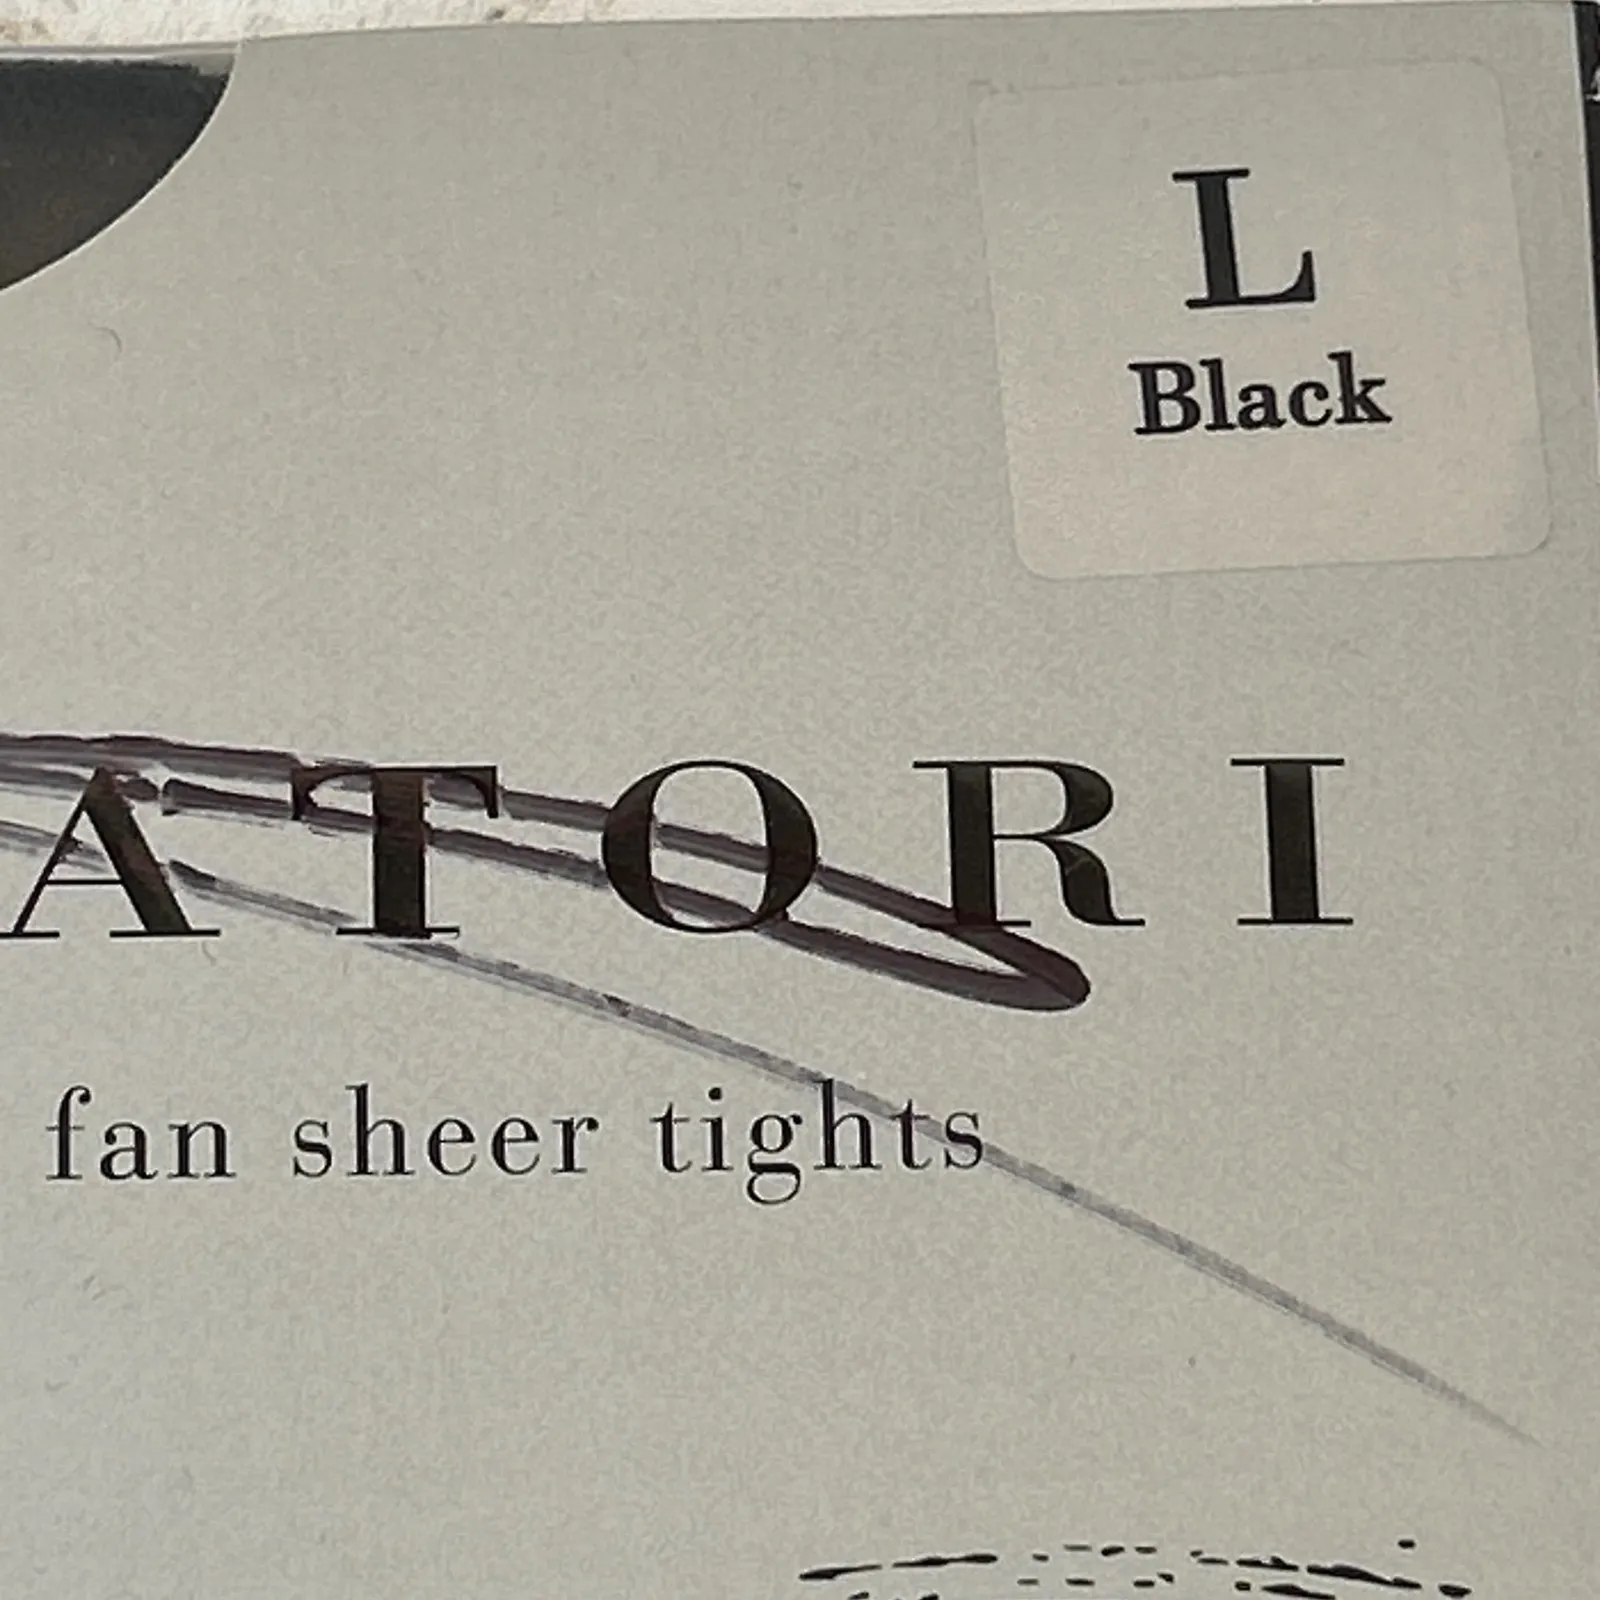 L
Black
ATORI
fan sheer tights